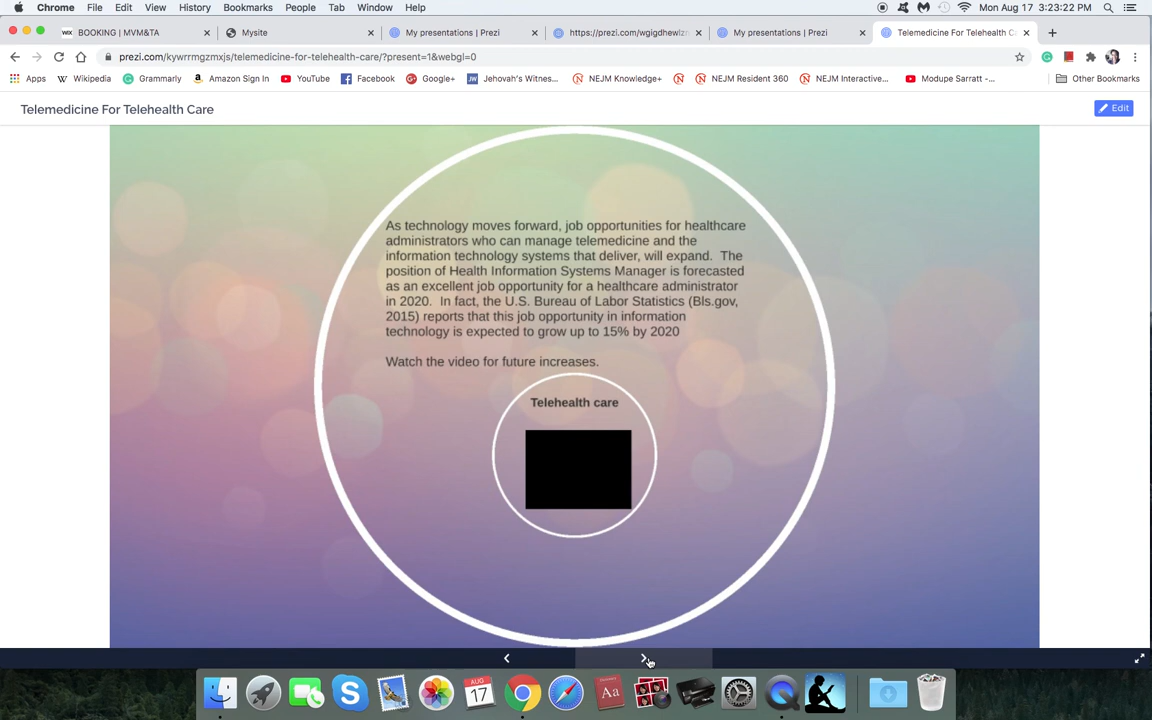 Chrome File Edit View History Bookmarks People Tab Window Help Mon Aug 17 3:23:22 PM
WIX BOOKING | MVM&TA × Mysite × My presentations | Prezi × https://prezi.com/wgigdhewlzn × My presentations | Prezi × Telemedicine For Telehealth C × +
prezi.com/kywrrmgzmxjs/telemedicine-for-telehealth-care/?present=1&webgl=0
Apps Wikipedia Grammarly Amazon Sign In YouTube Facebook Google+ Jehovah's Witnes... NEJM Knowledge+ NEJM Resident 360 NEJM Interactive... Modupe Sarratt -... Other Bookmarks
Telemedicine For Telehealth Care Edit
As technology moves forward, job opportunities for healthcare
administrators who can manage telemedicine and the
information technology systems that deliver, will expand. The
position of Health Information Systems Manager is forecasted
as an excellent job opportunity for a healthcare administrator
in 2020. In fact, the U.S. Bureau of Labor Statistics (Bls.gov,
2015) reports that this job opportunity in information
technology is expected to grow up to 15% by 2020
Watch the video for future increases.
Telehealth care
AUG
17
Aa